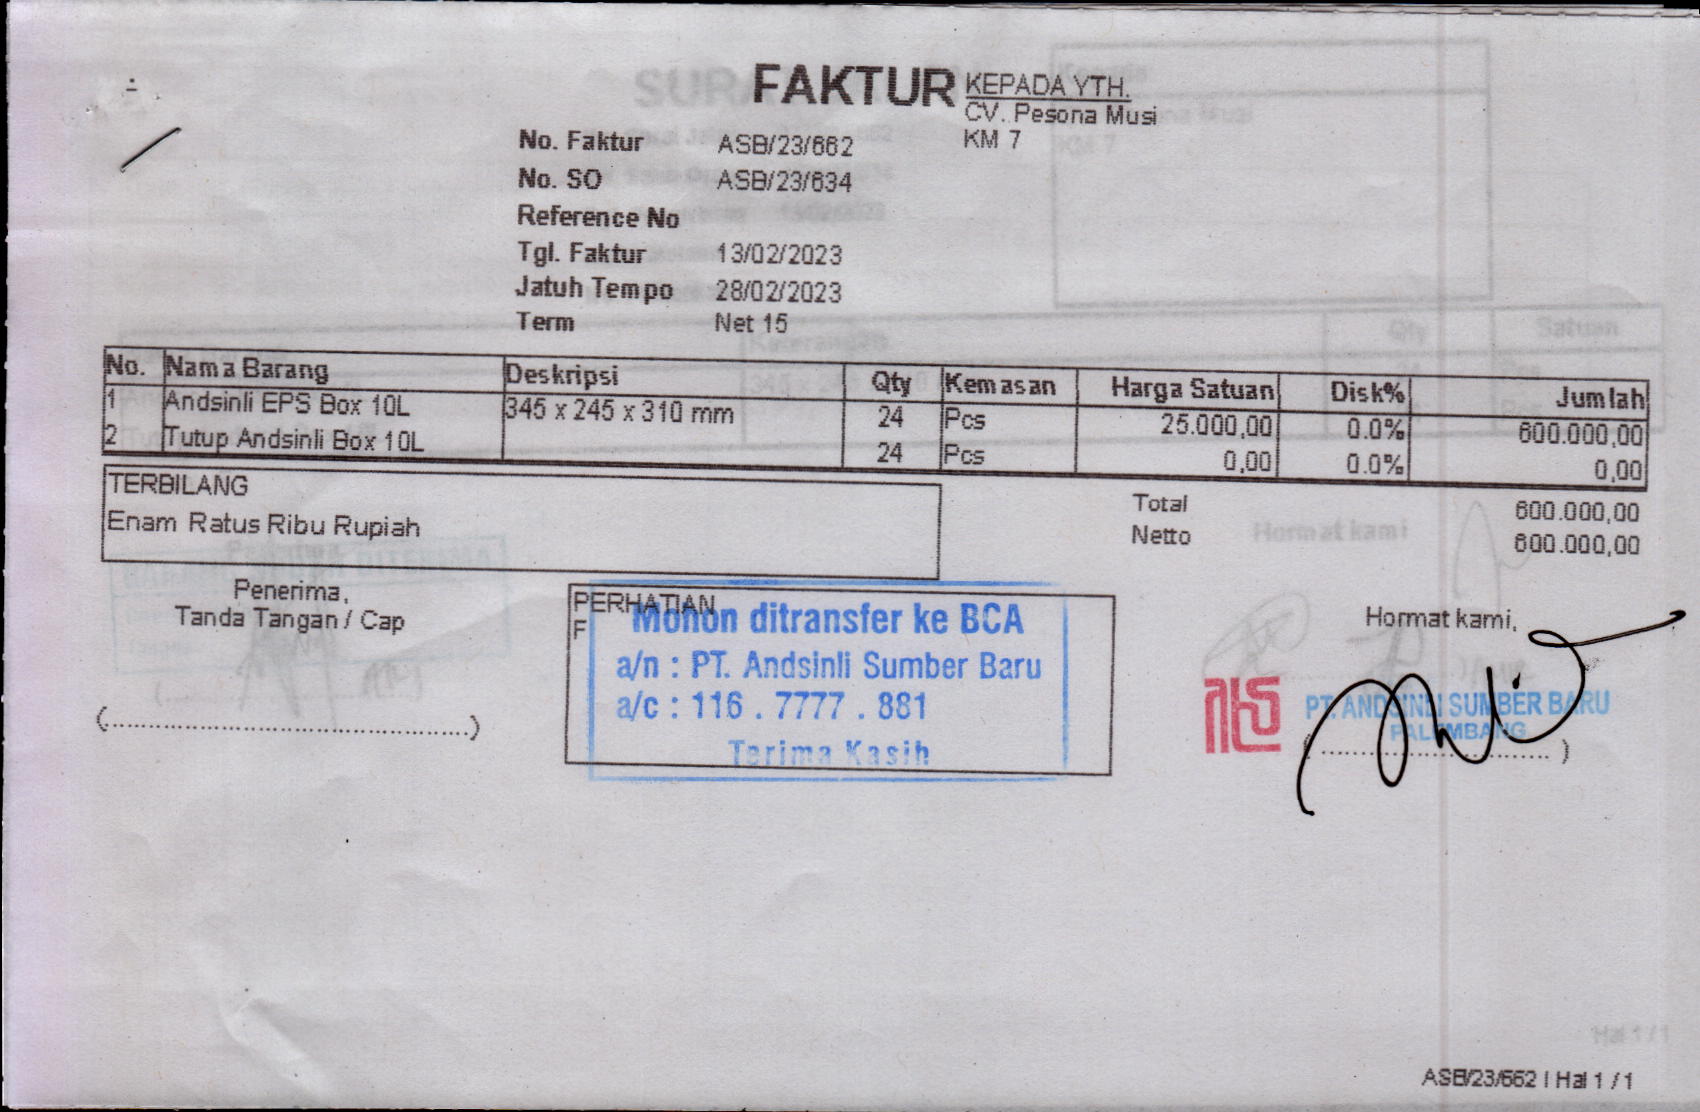 FAKTUR
KEPADA YTH.
CV. Pesona Musi
KM 7
No. Faktur ASB/23/662
No. SO ASB/23/634
Reference No
Tgl. Faktur 13/02/2023
Jatuh Tempo 28/02/2023
Term Net 15
No. Nama Barang Deskripsi Qty Kemasan Harga Satuan Disk% Jumlah
1 Andsinli EPS Box 10L 345 x 245 x 310 mm 24 Pcs 25.000,00 0.0% 600.000,00
2 Tutup Andsinli Box 10L 24 Pcs 0,00 0.0% 0,00
TERBILANG
Enam Ratus Ribu Rupiah
Total 600.000,00
Netto 600.000,00
Penerima,
Tanda Tangan / Cap
(...............................................)
PERHATIAN
F
Mohon ditransfer ke BCA
a/n : PT. Andsinli Sumber Baru
a/c : 116 . 7777 . 881
Terima Kasih
Hormat kami,
PT. ANDSINLI SUMBER BARU
PALEMBANG
(...............................)
ASB/23/662 | Hal 1 / 1